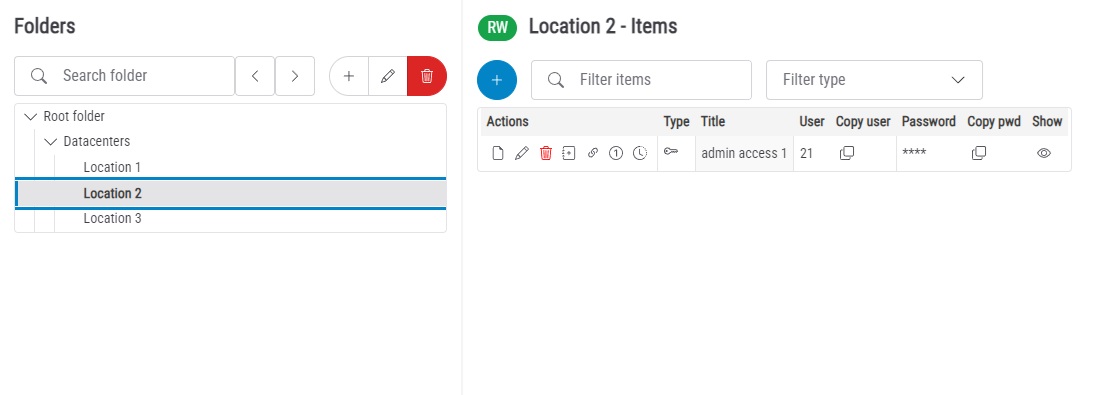 Folders
Search folder
Root folder
Datacenters
Location 1
Location 2
Location 3
RW Location 2 - Items
Filter items Filter type
Actions Type Title User Copy user Password Copy pwd Show
1 admin access 1 21 ****